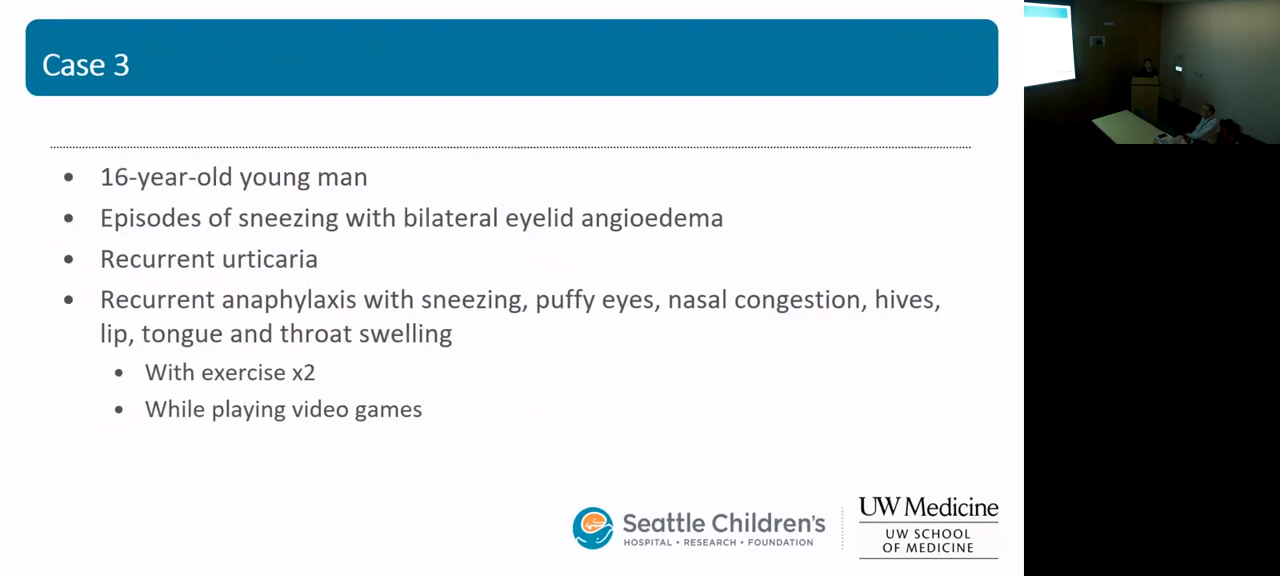 Case 3
• 16-year-old young man
• Episodes of sneezing with bilateral eyelid angioedema
• Recurrent urticaria
• Recurrent anaphylaxis with sneezing, puffy eyes, nasal congestion, hives,
lip, tongue and throat swelling
• With exercise x2
• While playing video games
Seattle Children's
HOSPITAL • RESEARCH • FOUNDATION
UW Medicine
UW SCHOOL
OF MEDICINE